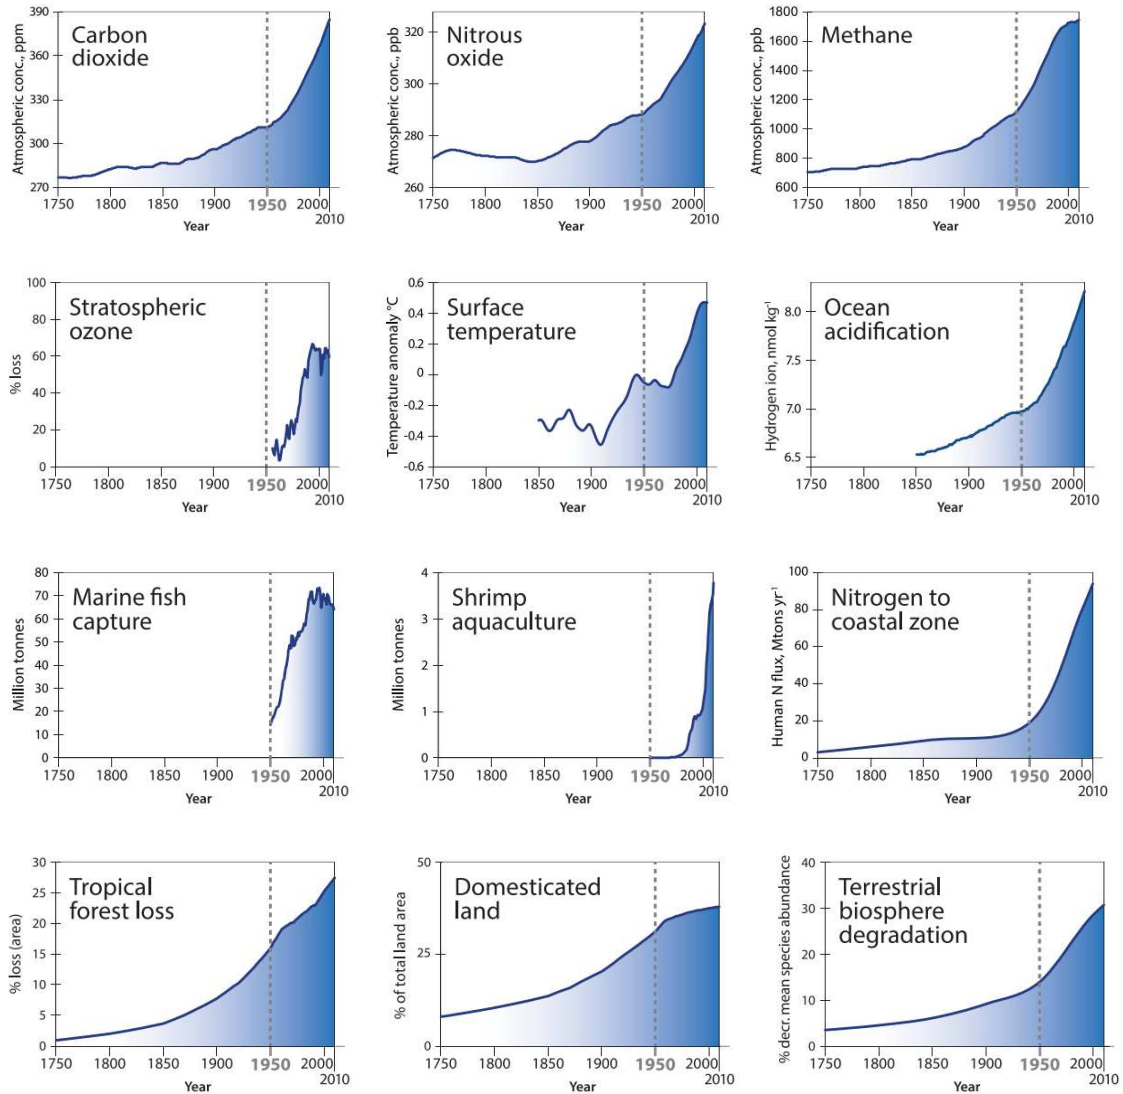 Carbon
dioxide
Atmospheric conc., ppm
390
360
330
300
270
1750 1800 1850 1900 1950 2000
2010
Year
Nitrous
oxide
Atmospheric conc., ppb
320
300
280
260
1750 1800 1850 1900 1950 2000
2010
Year
Methane
Atmospheric conc., ppb
1800
1600
1400
1200
1000
800
600
1750 1800 1850 1900 1950 2000
2010
Year
Stratospheric
ozone
% loss
100
80
60
40
20
0
1750 1800 1850 1900 1950 2000
2010
Year
Surface
temperature
Temperature anomaly °C
0.6
0.4
0.2
0
-0.2
-0.4
-0.6
1750 1800 1850 1900 1950 2000
2010
Year
Ocean
acidification
Hydrogen ion, nmol kg⁻¹
8.0
7.5
7.0
6.5
1750 1800 1850 1900 1950 2000
2010
Year
Marine fish
capture
Million tonnes
80
70
60
50
40
30
20
10
0
1750 1800 1850 1900 1950 2000
2010
Year
Shrimp
aquaculture
Million tonnes
4
3
2
1
0
1750 1800 1850 1900 1950 2000
2010
Year
Nitrogen to
coastal zone
Human N flux, Mtons yr⁻¹
100
80
60
40
20
0
1750 1800 1850 1900 1950 2000
2010
Year
Tropical
forest loss
% loss (area)
30
25
20
15
10
5
0
1750 1800 1850 1900 1950 2000
2010
Year
Domesticated
land
% of total land area
50
25
0
1750 1800 1850 1900 1950 2000
2010
Year
Terrestrial
biosphere
degradation
% decr. mean species abundance
40
30
20
10
0
1750 1800 1850 1900 1950 2000
2010
Year